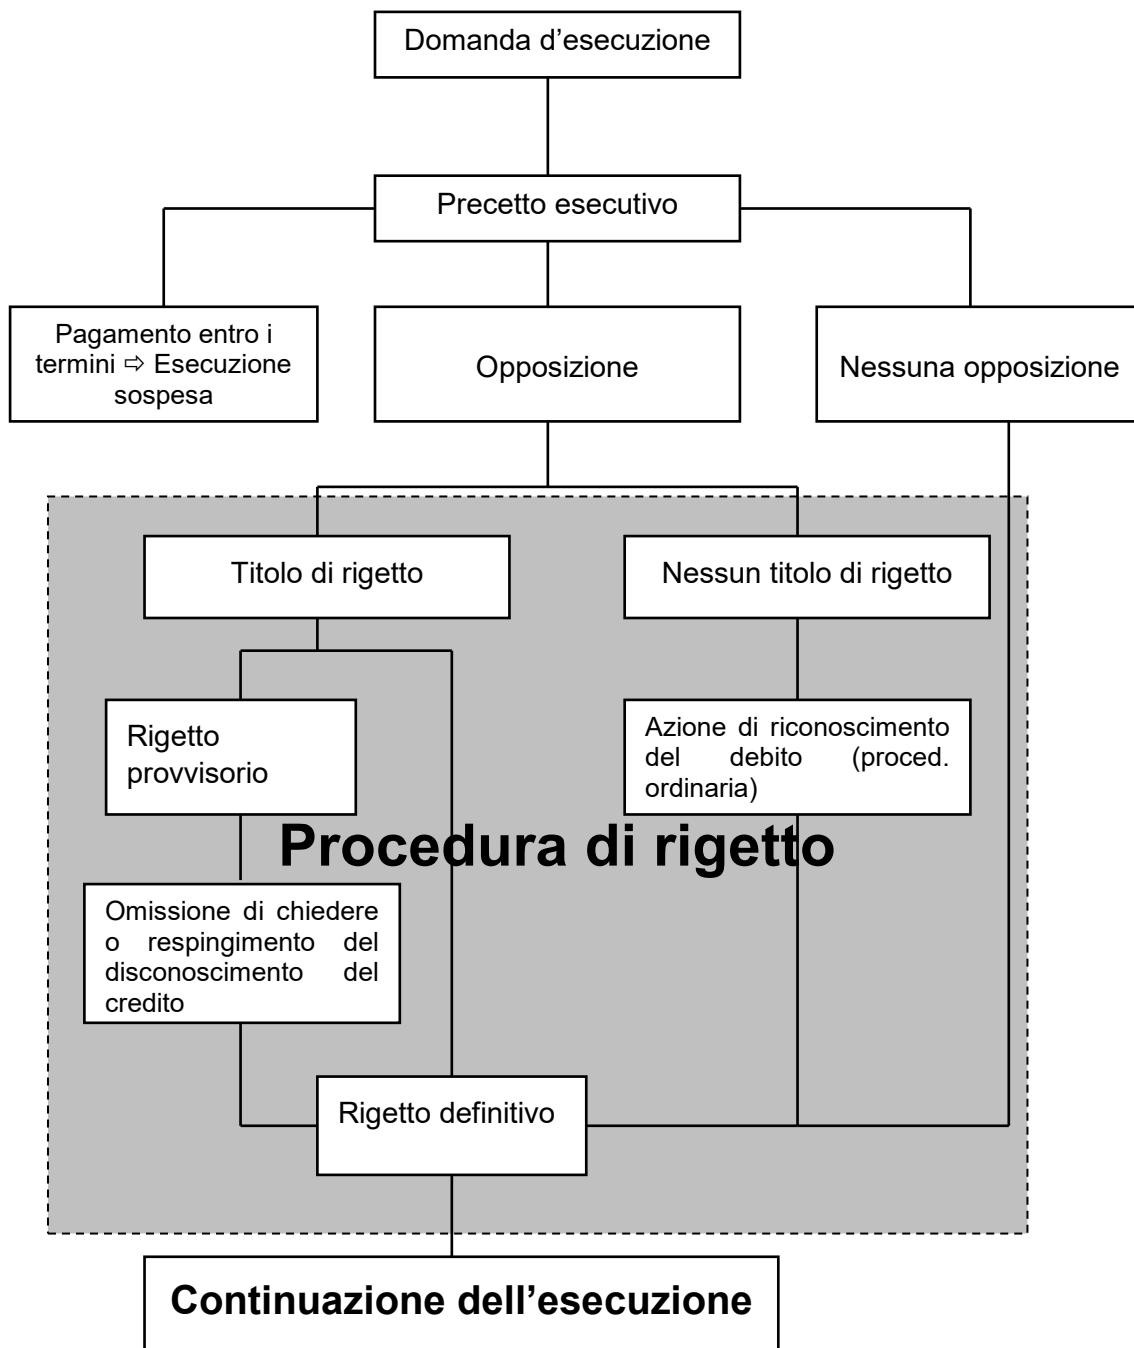 Domanda d’esecuzione
Precetto esecutivo
Pagamento entro i
termini ⇨ Esecuzione
sospesa
Opposizione
Nessuna opposizione
Titolo di rigetto
Nessun titolo di rigetto
Rigetto
provvisorio
Azione di riconoscimento
del debito (proced.
ordinaria)
Procedura di rigetto
Omissione di chiedere
o respingimento del
disconoscimento del
credito
Rigetto definitivo
Continuazione dell’esecuzione